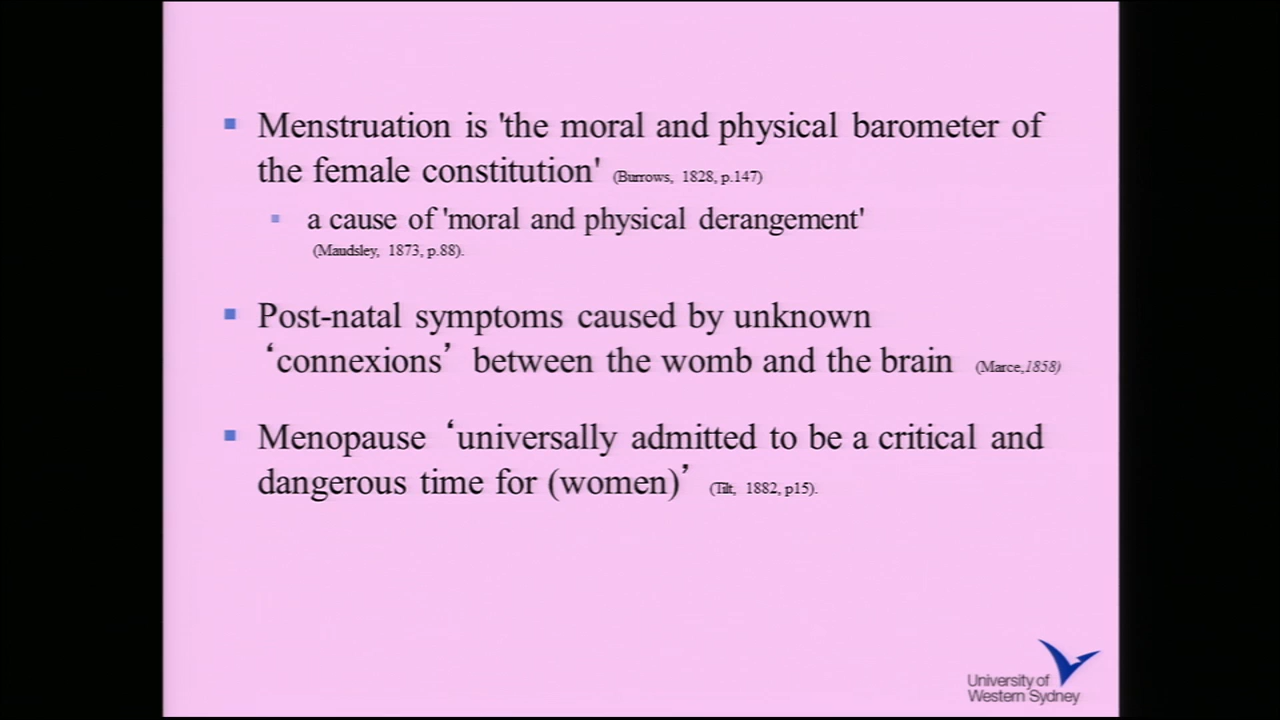 Menstruation is 'the moral and physical barometer of
the female constitution' (Burrows, 1828, p.147)
a cause of 'moral and physical derangement'
(Maudsley, 1873, p.88).
Post-natal symptoms caused by unknown
‘connexions’ between the womb and the brain (Marce,1858)
Menopause ‘universally admitted to be a critical and
dangerous time for (women)’ (Tilt, 1882, p15).
University of
Western Sydney